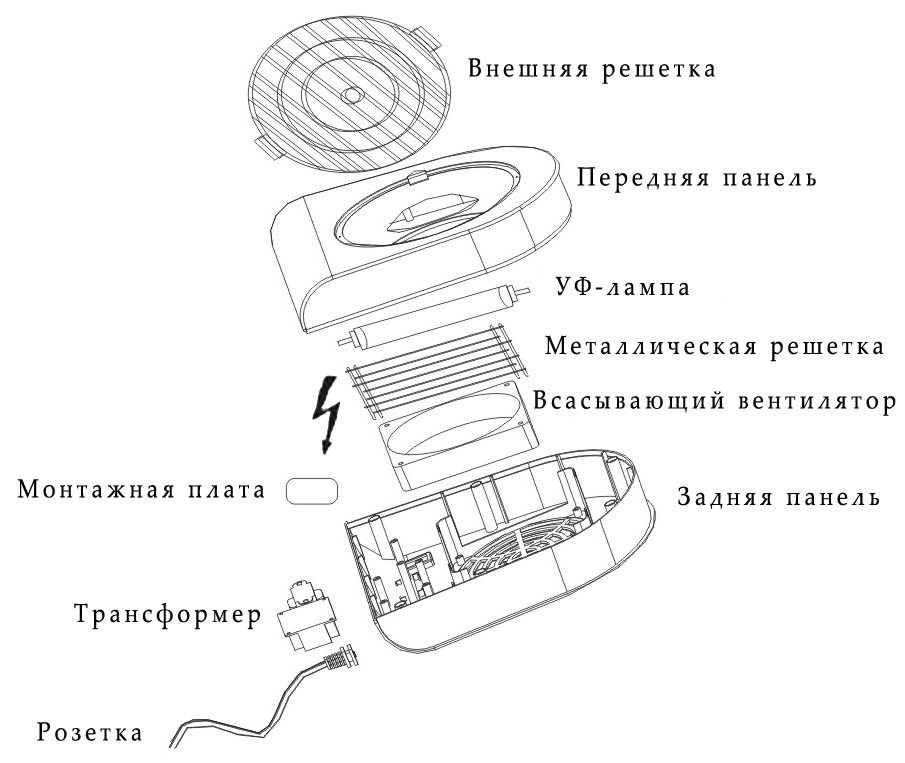 Внешняя решетка
Передняя панель
УФ-лампа
Металлическая решетка
Всасывающий вентилятор
Монтажная плата
Задняя панель
Трансформер
Розетка